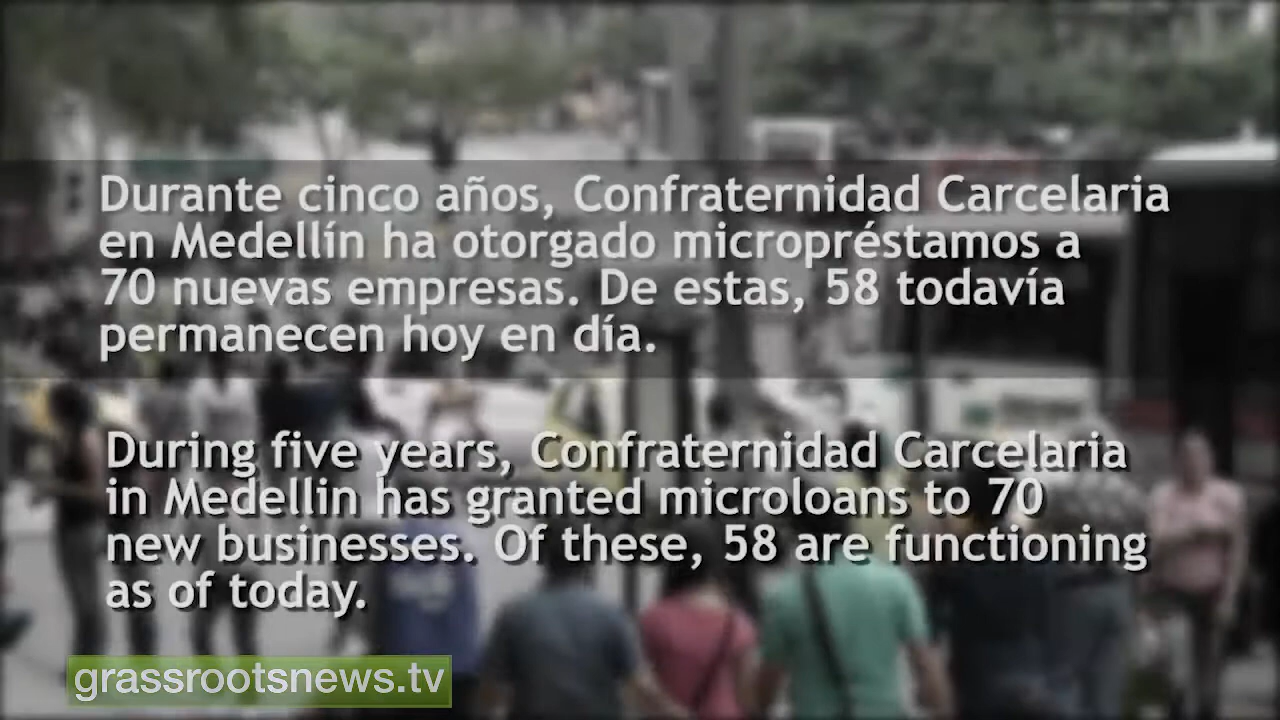 Durante cinco años, Confraternidad Carcelaria
en Medellín ha otorgado micropréstamos a
70 nuevas empresas. De estas, 58 todavía
permanecen hoy en día.
During five years, Confraternidad Carcelaria
in Medellin has granted microloans to 70
new businesses. Of these, 58 are functioning
as of today.
grassrootsnews.tv